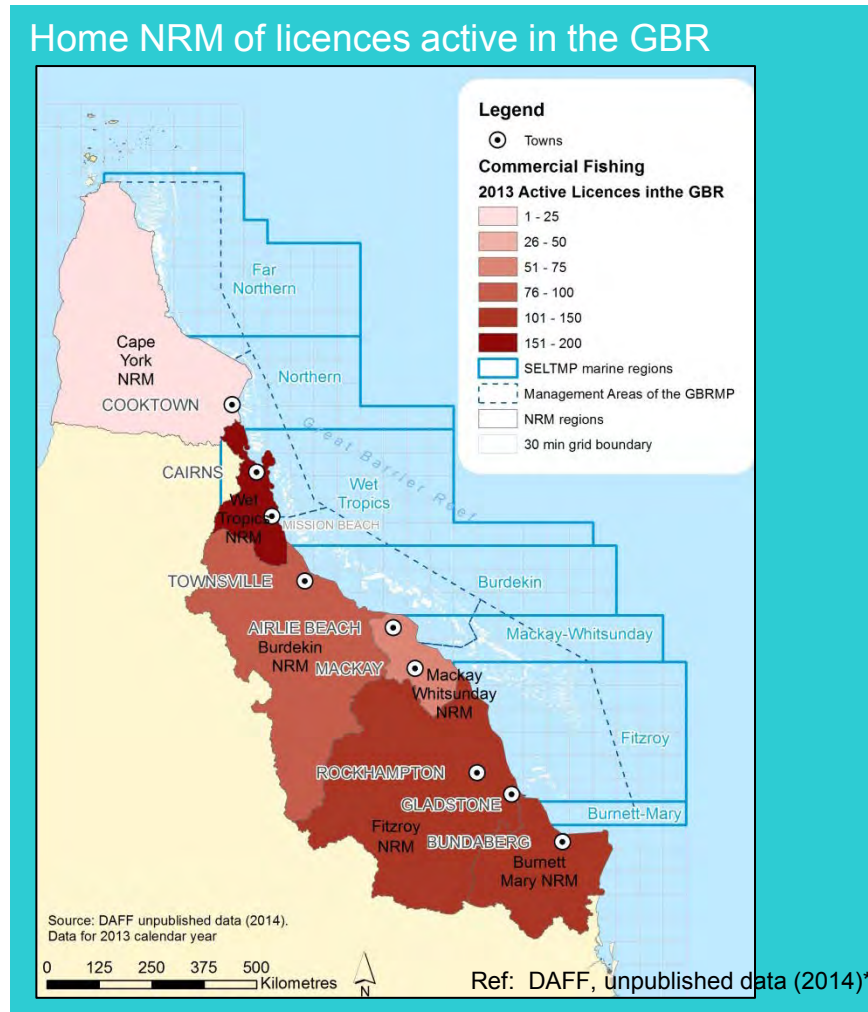 Home NRM of licences active in the GBR
Legend
Towns
Commercial Fishing
2013 Active Licences inthe GBR
1 - 25
26 - 50
51 - 75
76 - 100
101 - 150
151 - 200
SELTMP marine regions
Management Areas of the GBRMP
NRM regions
30 min grid boundary
Far
Northern
Cape
York
NRM
Northern
COOKTOWN
Great Barrier Reef
CAIRNS
Wet
Tropics
Wet
Tropics
NRM
MISSION BEACH
TOWNSVILLE
Burdekin
AIRLIE BEACH
Mackay-Whitsunday
Burdekin
NRM
MACKAY
Mackay
Whitsunday
NRM
Fitzroy
ROCKHAMPTON
GLADSTONE
Burnett-Mary
Fitzroy
NRM
BUNDABERG
Burnett
Mary NRM
Source: DAFF unpublished data (2014).
Data for 2013 calendar year
0 125 250 375 500
Kilometres
N
Ref: DAFF, unpublished data (2014)*